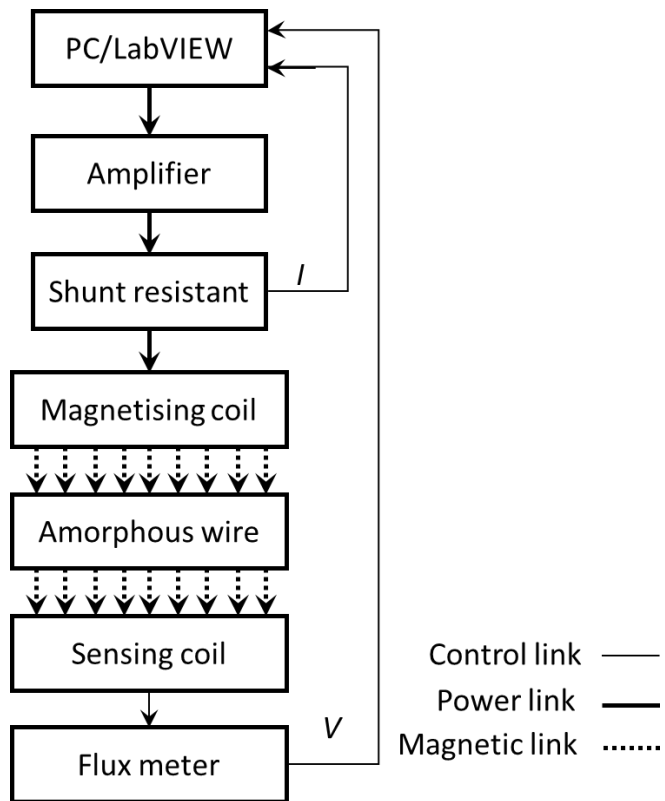 PC/LabVIEW
Amplifier
Shunt resistant
I
Magnetising coil
Amorphous wire
Sensing coil
Flux meter
V
Control link
Power link
Magnetic link